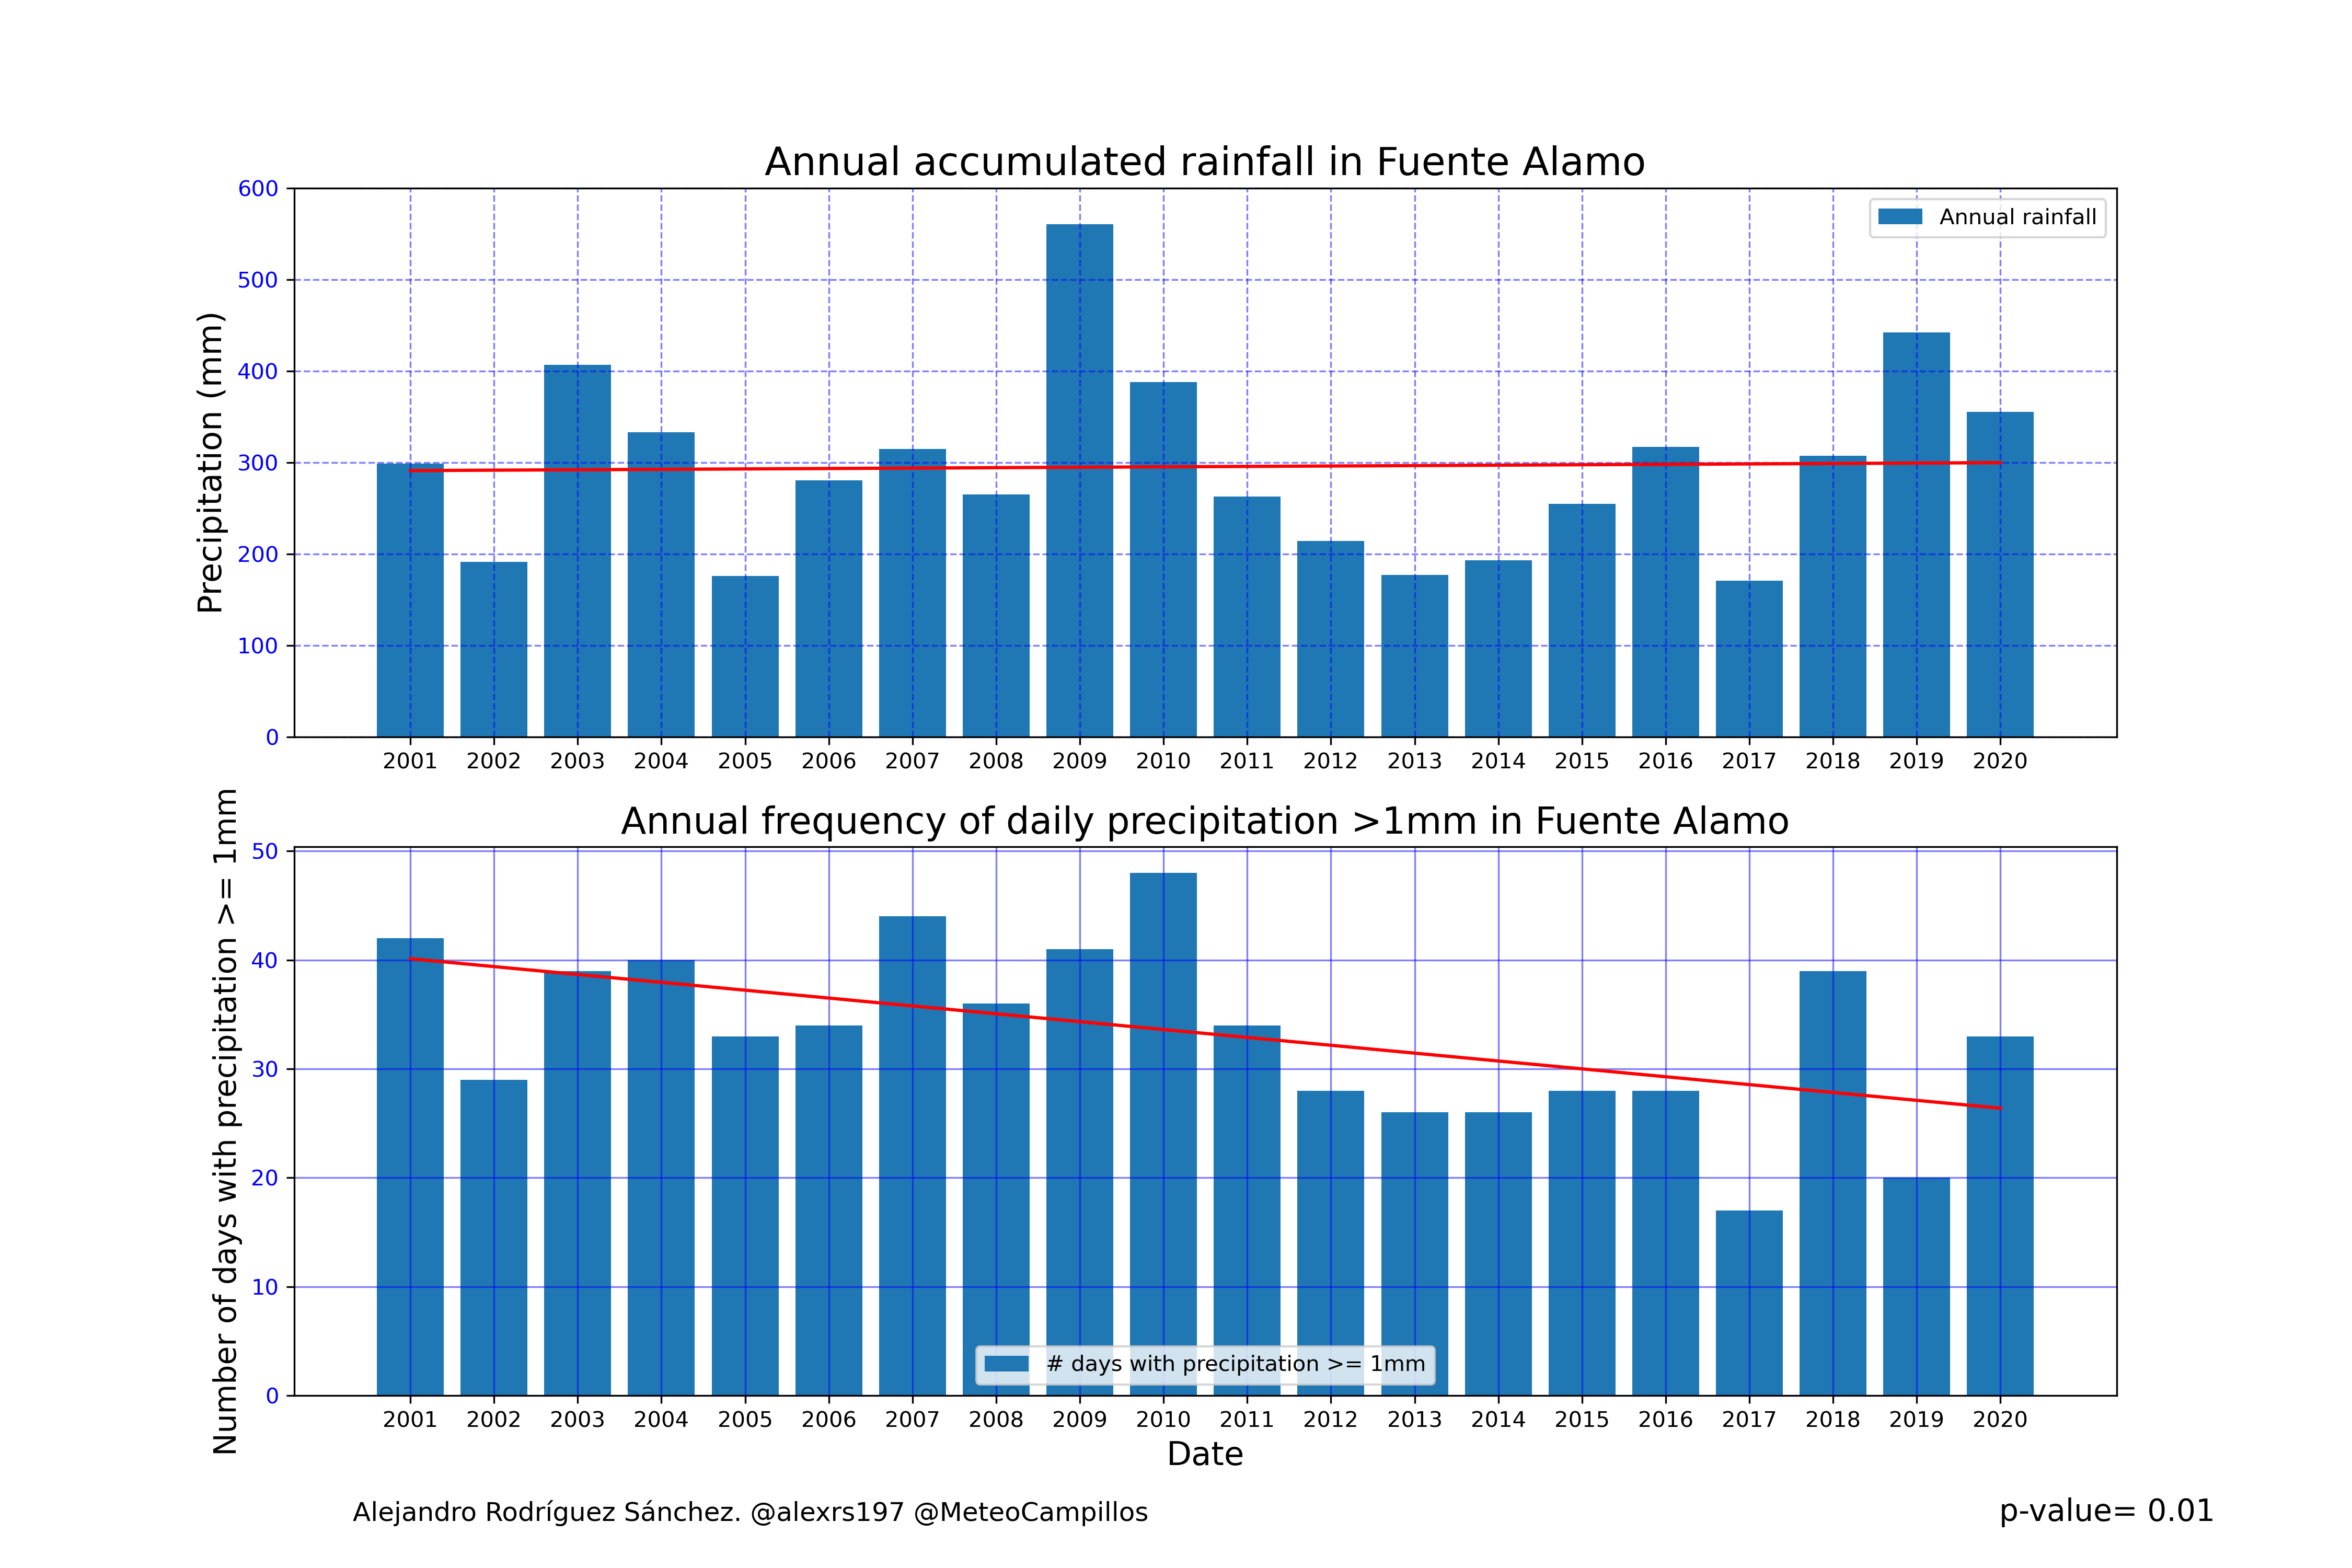 Annual accumulated rainfall in Fuente Alamo
Precipitation (mm)
600
500
400
300
200
100
0
Annual rainfall
2001 2002 2003 2004 2005 2006 2007 2008 2009 2010 2011 2012 2013 2014 2015 2016 2017 2018 2019 2020
Annual frequency of daily precipitation >1mm in Fuente Alamo
Number of days with precipitation >= 1mm
50
40
30
20
10
0
# days with precipitation >= 1mm
2001 2002 2003 2004 2005 2006 2007 2008 2009 2010 2011 2012 2013 2014 2015 2016 2017 2018 2019 2020
Date
Alejandro Rodríguez Sánchez. @alexrs197 @MeteoCampillos
p-value= 0.01